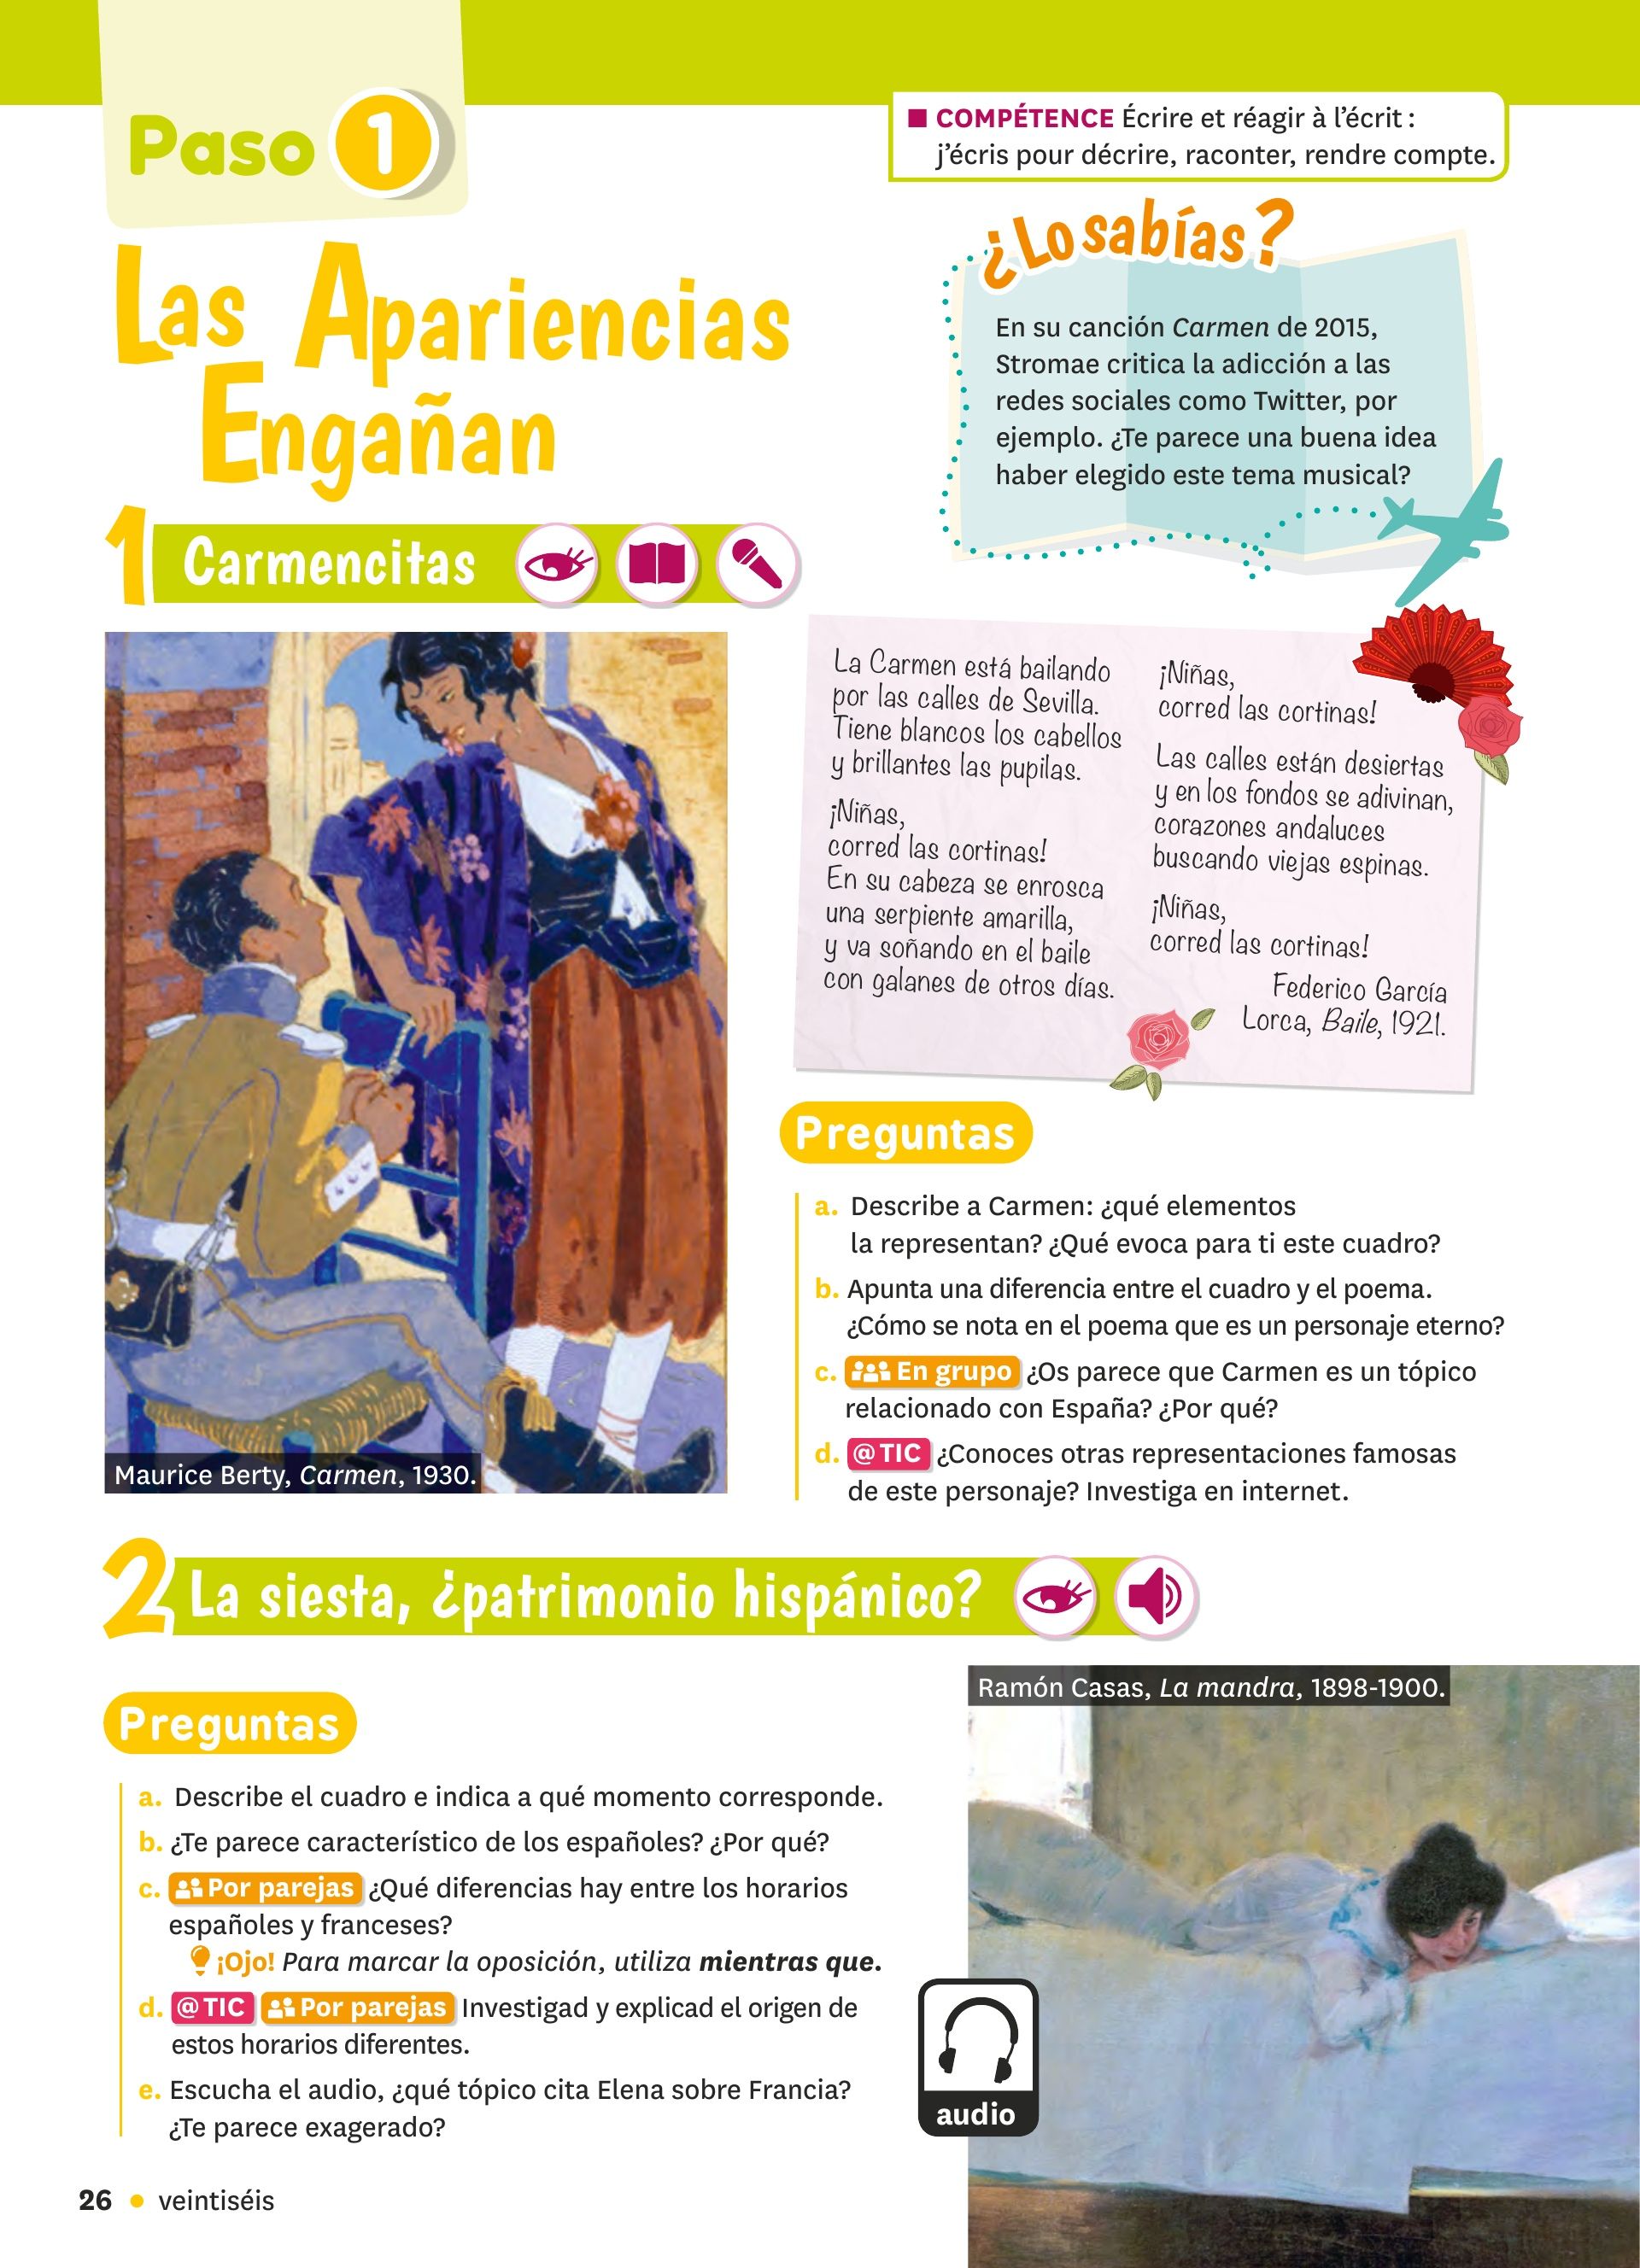 Paso 1
■ COMPÉTENCE Écrire et réagir à l’écrit :
j’écris pour décrire, raconter, rendre compte.
Las Apariencias
Engañan
¿Lo sabías?
En su canción Carmen de 2015,
Stromae critica la adicción a las
redes sociales como Twitter, por
ejemplo. ¿Te parece una buena idea
haber elegido este tema musical?
1 Carmencitas
La Carmen está bailando
por las calles de Sevilla.
Tiene blancos los cabellos
y brillantes las pupilas.
¡Niñas,
corred las cortinas!
En su cabeza se enrosca
una serpiente amarilla,
y va soñando en el baile
con galanes de otros días.
¡Niñas,
corred las cortinas!
Las calles están desiertas
y en los fondos se adivinan,
corazones andaluces
buscando viejas espinas.
¡Niñas,
corred las cortinas!
Federico García
Lorca, Baile, 1921.
Maurice Berty, Carmen, 1930.
Preguntas
a. Describe a Carmen: ¿qué elementos
la representan? ¿Qué evoca para ti este cuadro?
b. Apunta una diferencia entre el cuadro y el poema.
¿Cómo se nota en el poema que es un personaje eterno?
c. En grupo ¿Os parece que Carmen es un tópico
relacionado con España? ¿Por qué?
d. @TIC ¿Conoces otras representaciones famosas
de este personaje? Investiga en internet.
2 La siesta, ¿patrimonio hispánico?
Ramón Casas, La mandra, 1898-1900.
Preguntas
a. Describe el cuadro e indica a qué momento corresponde.
b. ¿Te parece característico de los españoles? ¿Por qué?
c. Por parejas ¿Qué diferencias hay entre los horarios
españoles y franceses?
¡Ojo! Para marcar la oposición, utiliza mientras que.
d. @TIC Por parejas Investigad y explicad el origen de
estos horarios diferentes.
e. Escucha el audio, ¿qué tópico cita Elena sobre Francia?
¿Te parece exagerado?
audio
26 • veintiséis